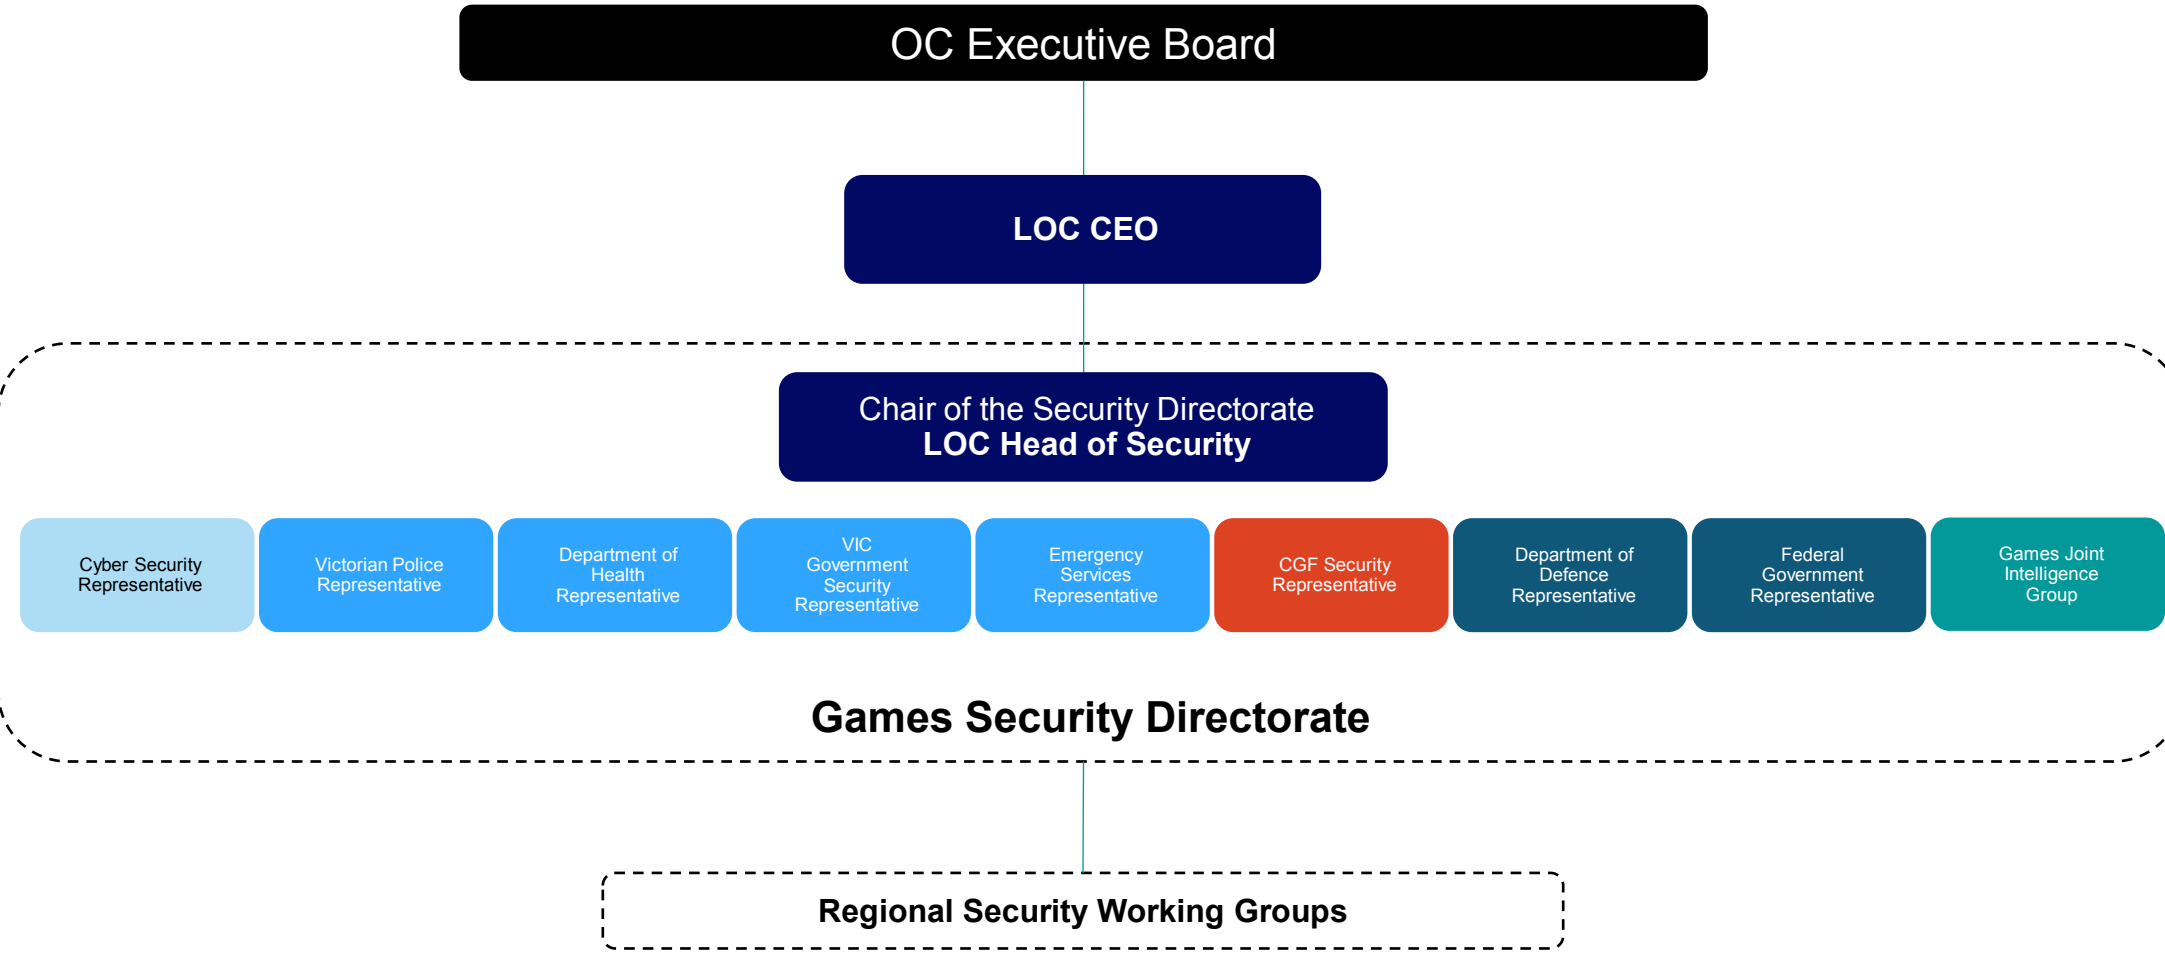 OC Executive Board
LOC CEO
Chair of the Security Directorate
LOC Head of Security
Cyber Security
Representative
Victorian Police
Representative
Department of
Health
Representative
VIC
Government
Security
Representative
Emergency
Services
Representative
CGF Security
Representative
Department of
Defence
Representative
Federal
Government
Representative
Games Joint
Intelligence
Group
Games Security Directorate
Regional Security Working Groups